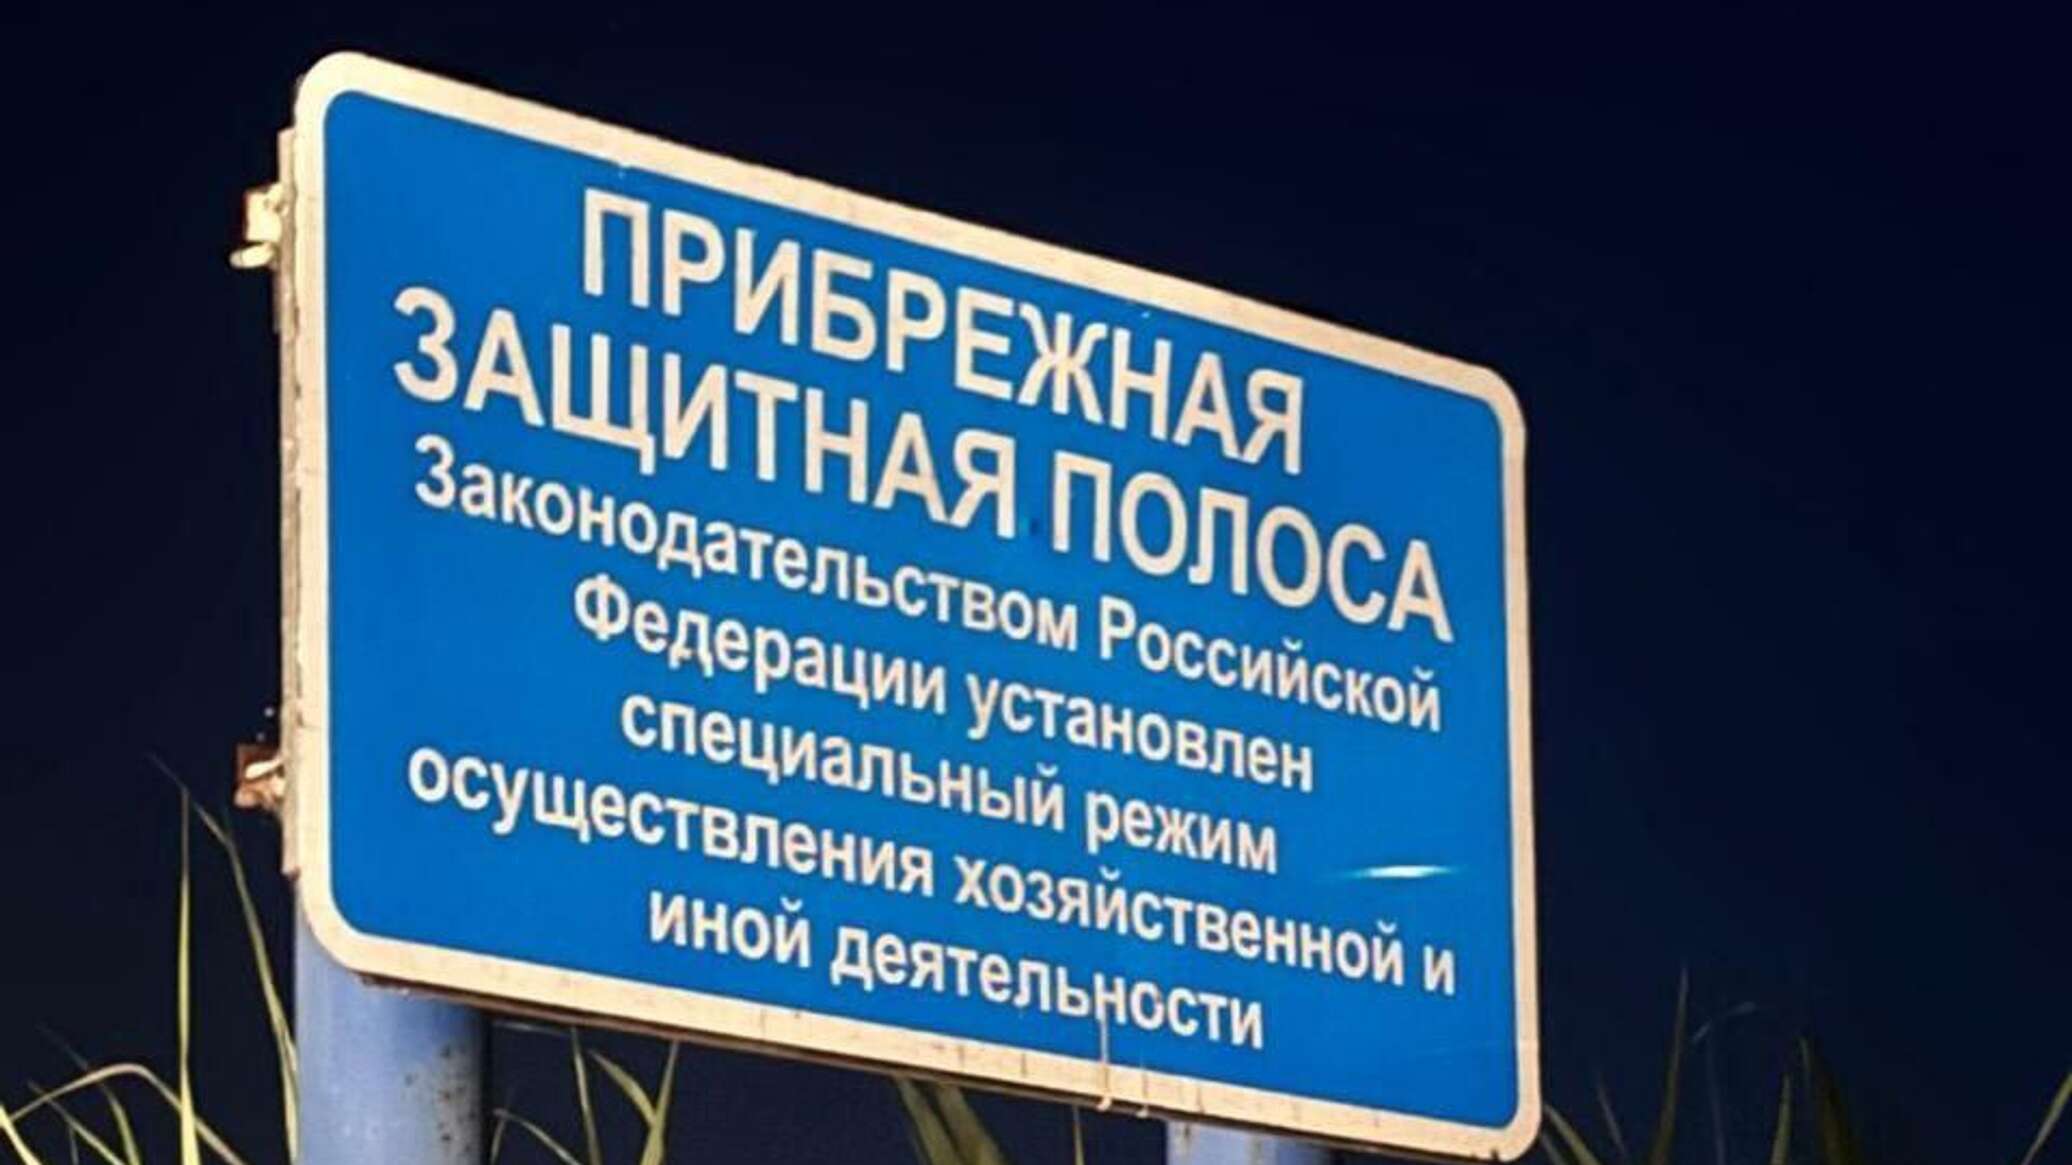 ПРИБРЕЖНАЯ
ЗАЩИТНАЯ ПОЛОСА
Законодательством Российской
Федерации установлен
специальный режим
осуществления хозяйственной и
иной деятельности